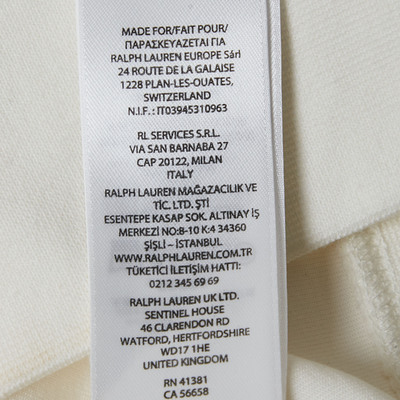 MADE FOR/FAIT POUR/
ΠΑΡΑΣΚΕΥΑΖΕΤΑΙ ΓΙΑ
RALPH LAUREN EUROPE Sárl
24 ROUTE DE LA GALAISE
1228 PLAN-LES-OUATES,
SWITZERLAND
N.I.F.: IT03945310963
RL SERVICES S.R.L.
VIA SAN BARNABA 27
CAP 20122, MILAN
ITALY
RALPH LAUREN MAĞAZACILIK VE
TİC. LTD. ŞTİ
ESENTEPE KASAP SOK. ALTINAY İŞ
MERKEZİ NO:8-10 K:4 34360
ŞİŞLİ – İSTANBUL
WWW.RALPHLAUREN.COM.TR
TÜKETİCİ İLETİŞİM HATTI:
0212 345 69 69
RALPH LAUREN UK LTD.
SENTINEL HOUSE
46 CLARENDON RD
WATFORD, HERTFORDSHIRE
WD17 1HE
UNITED KINGDOM
RN 41381
CA 56658